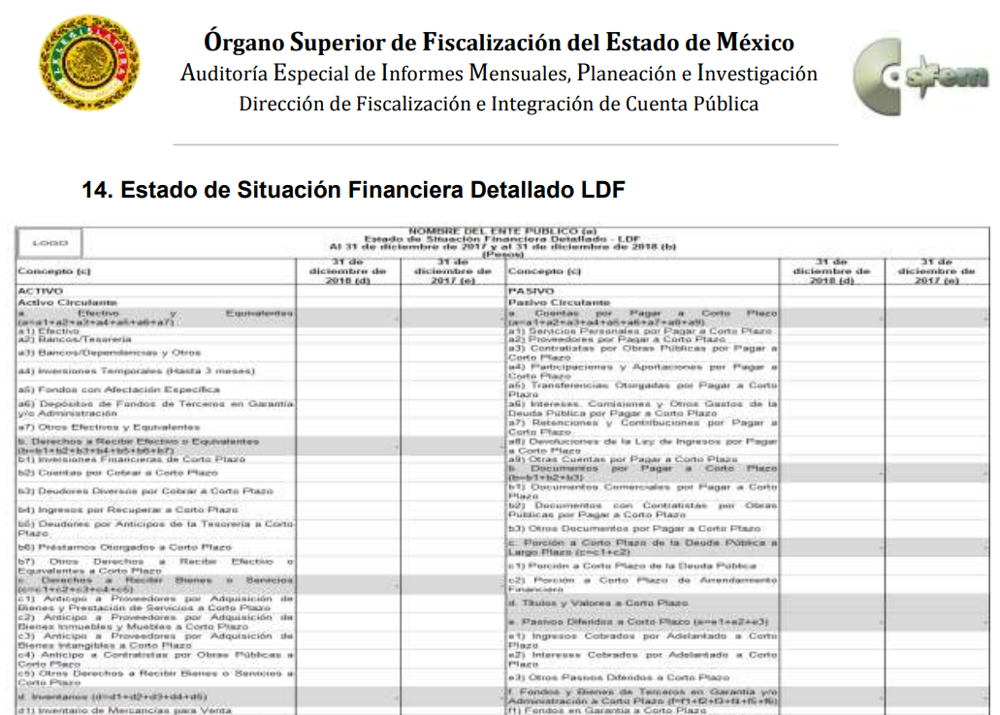 Órgano Superior de Fiscalización del Estado de México
Auditoría Especial de Informes Mensuales, Planeación e Investigación
Dirección de Fiscalización e Integración de Cuenta Pública
osfem
14. Estado de Situación Financiera Detallado LDF
LOGO
NOMBRE DEL ENTE PÚBLICO (a)
Estado de Situación Financiera Detallado - LDF
Al 31 de diciembre de 2017 y al 31 de diciembre de 2018 (b)
(Pesos)
Concepto (c)
31 de
diciembre de
2018 (d)
31 de
diciembre de
2017 (e)
ACTIVO
Activo Circulante
a. Efectivo y Equivalentes
(a=a1+a2+a3+a4+a5+a6+a7)
a1) Efectivo
a2) Bancos/Tesorería
a3) Bancos/Dependencias y Otros
a4) Inversiones Temporales (Hasta 3 meses)
a5) Fondos con Afectación Específica
a6) Depósitos de Fondos de Terceros en Garantía
y/o Administración
a7) Otros Efectivos y Equivalentes
b. Derechos a Recibir Efectivo o Equivalentes
(b=b1+b2+b3+b4+b5+b6+b7)
b1) Inversiones Financieras de Corto Plazo
b2) Cuentas por Cobrar a Corto Plazo
b3) Deudores Diversos por Cobrar a Corto Plazo
b4) Ingresos por Recuperar a Corto Plazo
b5) Deudores por Anticipos de la Tesorería a Corto
Plazo
b6) Préstamos Otorgados a Corto Plazo
b7) Otros Derechos a Recibir Efectivo o
Equivalentes a Corto Plazo
c. Derechos a Recibir Bienes o Servicios
(c=c1+c2+c3+c4+c5)
c1) Anticipo a Proveedores por Adquisición de
Bienes y Prestación de Servicios a Corto Plazo
c2) Anticipo a Proveedores por Adquisición de
Bienes Inmuebles y Muebles a Corto Plazo
c3) Anticipo a Proveedores por Adquisición de
Bienes Intangibles a Corto Plazo
c4) Anticipo a Contratistas por Obras Públicas a
Corto Plazo
c5) Otros Derechos a Recibir Bienes o Servicios a
Corto Plazo
d. Inventarios (d=d1+d2+d3+d4+d5)
d1) Inventario de Mercancías para Venta
Concepto (c)
31 de
diciembre de
2018 (d)
31 de
diciembre de
2017 (e)
PASIVO
Pasivo Circulante
a. Cuentas por Pagar a Corto Plazo
(a=a1+a2+a3+a4+a5+a6+a7+a8+a9)
a1) Servicios Personales por Pagar a Corto Plazo
a2) Proveedores por Pagar a Corto Plazo
a3) Contratistas por Obras Públicas por Pagar a
Corto Plazo
a4) Participaciones y Aportaciones por Pagar a
Corto Plazo
a5) Transferencias Otorgadas por Pagar a Corto
Plazo
a6) Intereses, Comisiones y Otros Gastos de la
Deuda Pública por Pagar a Corto Plazo
a7) Retenciones y Contribuciones por Pagar a
Corto Plazo
a8) Devoluciones de la Ley de Ingresos por Pagar
a Corto Plazo
a9) Otras Cuentas por Pagar a Corto Plazo
b. Documentos por Pagar a Corto Plazo
(b=b1+b2+b3)
b1) Documentos Comerciales por Pagar a Corto
Plazo
b2) Documentos con Contratistas por Obras
Públicas por Pagar a Corto Plazo
b3) Otros Documentos por Pagar a Corto Plazo
c. Porción a Corto Plazo de la Deuda Pública a
Largo Plazo (c=c1+c2)
c1) Porción a Corto Plazo de la Deuda Pública
c2) Porción a Corto Plazo de Arrendamiento
Financiero
d. Títulos y Valores a Corto Plazo
e. Pasivos Diferidos a Corto Plazo (e=e1+e2+e3)
e1) Ingresos Cobrados por Adelantado a Corto
Plazo
e2) Intereses Cobrados por Adelantado a Corto
Plazo
e3) Otros Pasivos Diferidos a Corto Plazo
f. Fondos y Bienes de Terceros en Garantía y/o
Administración a Corto Plazo (f=f1+f2+f3+f4+f5+f6)
f1) Fondos en Garantía a Corto Plazo